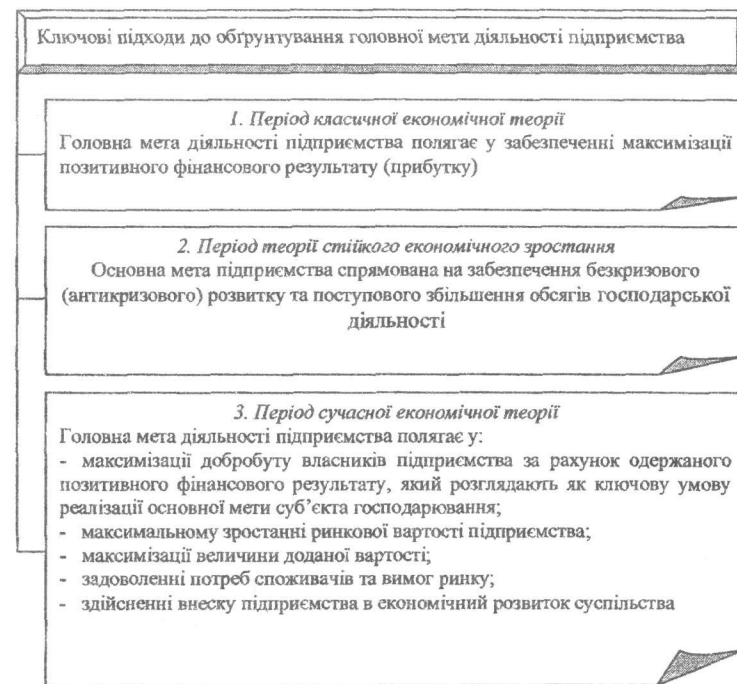 Ключові підходи до обґрунтування головної мети діяльності підприємства
1. Період класичної економічної теорії
Головна мета діяльності підприємства полягає у забезпеченні максимізації
позитивного фінансового результату (прибутку)
2. Період теорії стійкого економічного зростання
Основна мета підприємства спрямована на забезпечення безкризового
(антикризового) розвитку та поступового збільшення обсягів господарської
діяльності
3. Період сучасної економічної теорії
Головна мета діяльності підприємства полягає у:
- максимізації добробуту власників підприємства за рахунок одержаного
позитивного фінансового результату, який розглядають як ключову умову
реалізації основної мети суб’єкта господарювання;
- максимальному зростанні ринкової вартості підприємства;
- максимізації величини доданої вартості;
- задоволенні потреб споживачів та вимог ринку;
- здійсненні внеску підприємства в економічний розвиток суспільства